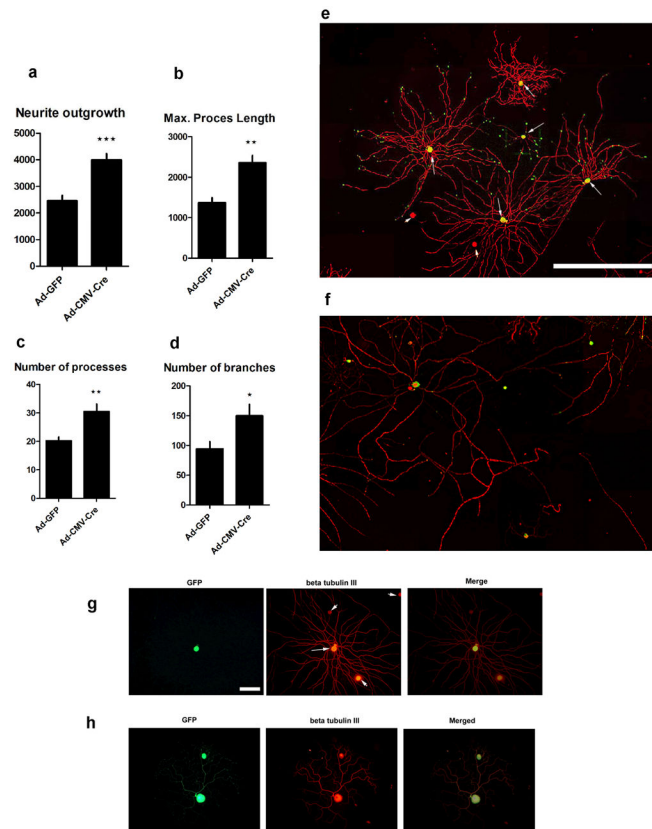 a
Neurite outgrowth
***
5000
4000
3000
2000
1000
0
Ad-GFP
Ad-CMV-Cre
b
Max. Proces Length
**
3000
2000
1000
0
Ad-GFP
Ad-CMV-Cre
c
Number of processes
**
40
30
20
10
0
Ad-GFP
Ad-CMV-Cre
d
Number of branches
*
200
150
100
50
0
Ad-GFP
Ad-CMV-Cre
e
f
g
GFP
beta tubulin III
Merge
h
GFP
beta tubulin III
Merged